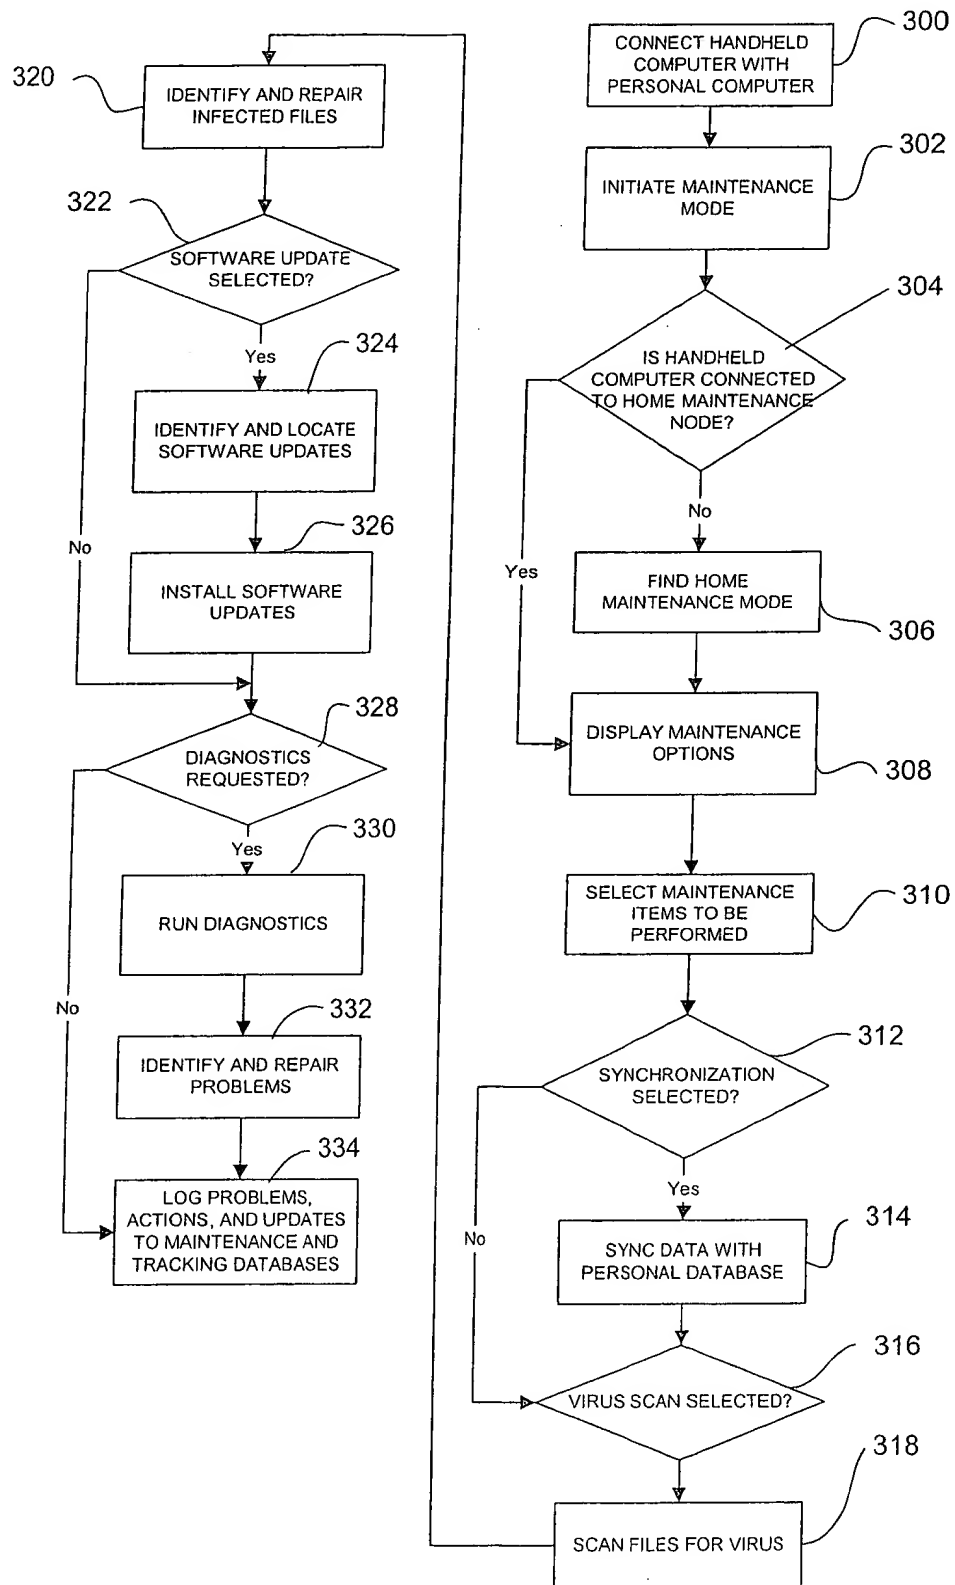 300
CONNECT HANDHELD
COMPUTER WITH
PERSONAL COMPUTER
302
INITIATE MAINTENANCE
MODE
304
IS HANDHELD
COMPUTER CONNECTED
TO HOME MAINTENANCE
NODE?
No
Yes
FIND HOME
MAINTENANCE MODE
306
DISPLAY MAINTENANCE
OPTIONS
308
SELECT MAINTENANCE
ITEMS TO BE
PERFORMED
310
312
SYNCHRONIZATION
SELECTED?
Yes
No
314
SYNC DATA WITH
PERSONAL DATABASE
316
VIRUS SCAN SELECTED?
318
SCAN FILES FOR VIRUS
320
IDENTIFY AND REPAIR
INFECTED FILES
322
SOFTWARE UPDATE
SELECTED?
Yes
324
IDENTIFY AND LOCATE
SOFTWARE UPDATES
326
No
INSTALL SOFTWARE
UPDATES
328
DIAGNOSTICS
REQUESTED?
Yes
330
RUN DIAGNOSTICS
No
332
IDENTIFY AND REPAIR
PROBLEMS
334
LOG PROBLEMS,
ACTIONS, AND UPDATES
TO MAINTENANCE AND
TRACKING DATABASES